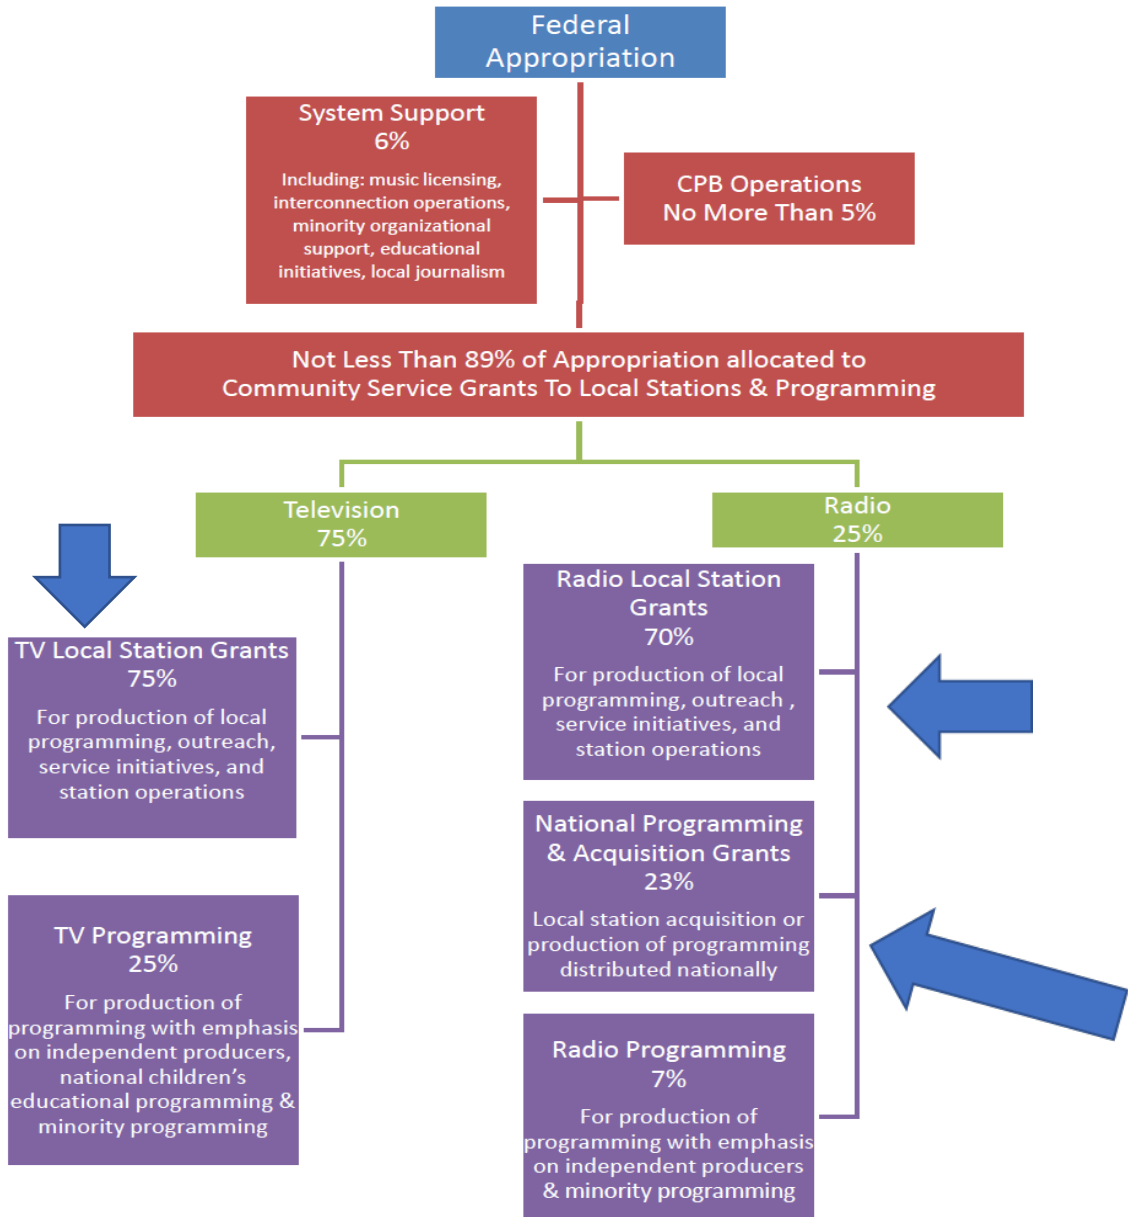 Federal
Appropriation
System Support
6%
Including: music licensing,
interconnection operations,
minority organizational
support, educational
initiatives, local journalism
CPB Operations
No More Than 5%
Not Less Than 89% of Appropriation allocated to
Community Service Grants To Local Stations & Programming
Television
75%
Radio
25%
TV Local Station Grants
75%
For production of local
programming, outreach,
service initiatives, and
station operations
TV Programming
25%
For production of
programming with emphasis
on independent producers,
national children’s
educational programming &
minority programming
Radio Local Station
Grants
70%
For production of local
programming, outreach ,
service initiatives, and
station operations
National Programming
& Acquisition Grants
23%
Local station acquisition or
production of programming
distributed nationally
Radio Programming
7%
For production of
programming with emphasis
on independent producers
& minority programming